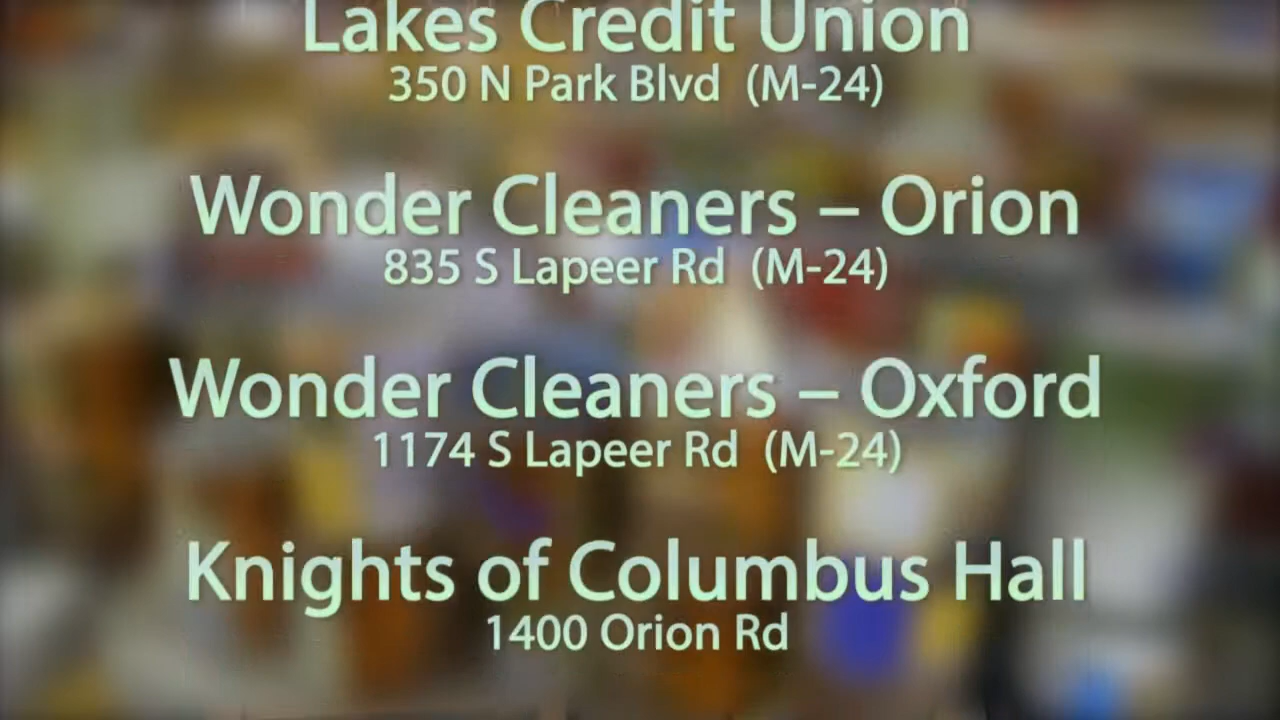 Lakes Credit Union
350 N Park Blvd (M-24)
Wonder Cleaners – Orion
835 S Lapeer Rd (M-24)
Wonder Cleaners – Oxford
1174 S Lapeer Rd (M-24)
Knights of Columbus Hall
1400 Orion Rd